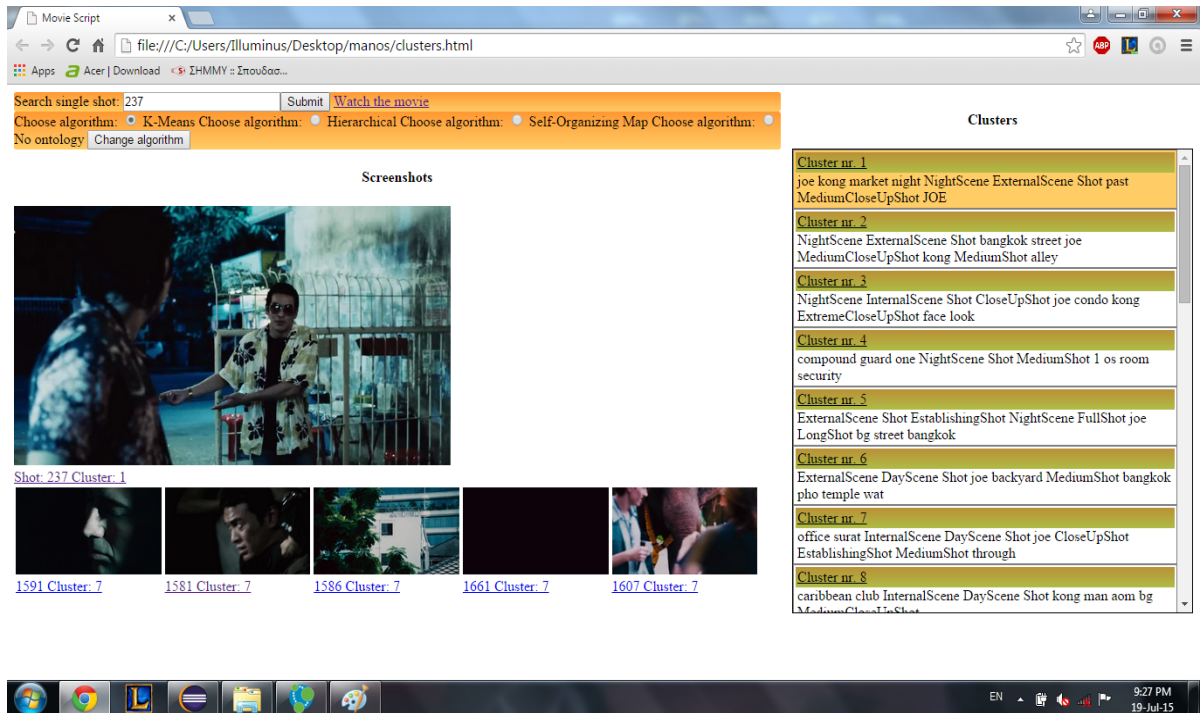 Movie Script
file:///C:/Users/Illuminus/Desktop/manos/clusters.html
ABP
L
Apps
Acer | Download
ΣΗΜΜΥ :: Σπουδασ...
Search single shot: 237 Submit Watch the movie
Choose algorithm: K-Means Choose algorithm: Hierarchical Choose algorithm: Self-Organizing Map Choose algorithm:
No ontology Change algorithm
Screenshots
Shot: 237 Cluster: 1
1591 Cluster: 7
1581 Cluster: 7
1586 Cluster: 7
1661 Cluster: 7
1607 Cluster: 7
Clusters
Cluster nr. 1
joe kong market night NightScene ExternalScene Shot past
MediumCloseUpShot JOE
Cluster nr. 2
NightScene ExternalScene Shot bangkok street joe
MediumCloseUpShot kong MediumShot alley
Cluster nr. 3
NightScene InternalScene Shot CloseUpShot joe condo kong
ExtremeCloseUpShot face look
Cluster nr. 4
compound guard one NightScene Shot MediumShot 1 os room
security
Cluster nr. 5
ExternalScene Shot EstablishingShot NightScene FullShot joe
LongShot bg street bangkok
Cluster nr. 6
ExternalScene DayScene Shot joe backyard MediumShot bangkok
pho temple wat
Cluster nr. 7
office surat InternalScene DayScene Shot joe CloseUpShot
EstablishingShot MediumShot through
Cluster nr. 8
caribbean club InternalScene DayScene Shot kong man aom bg
MediumCloseUpShot
L
EN
9:27 PM
19-Jul-15